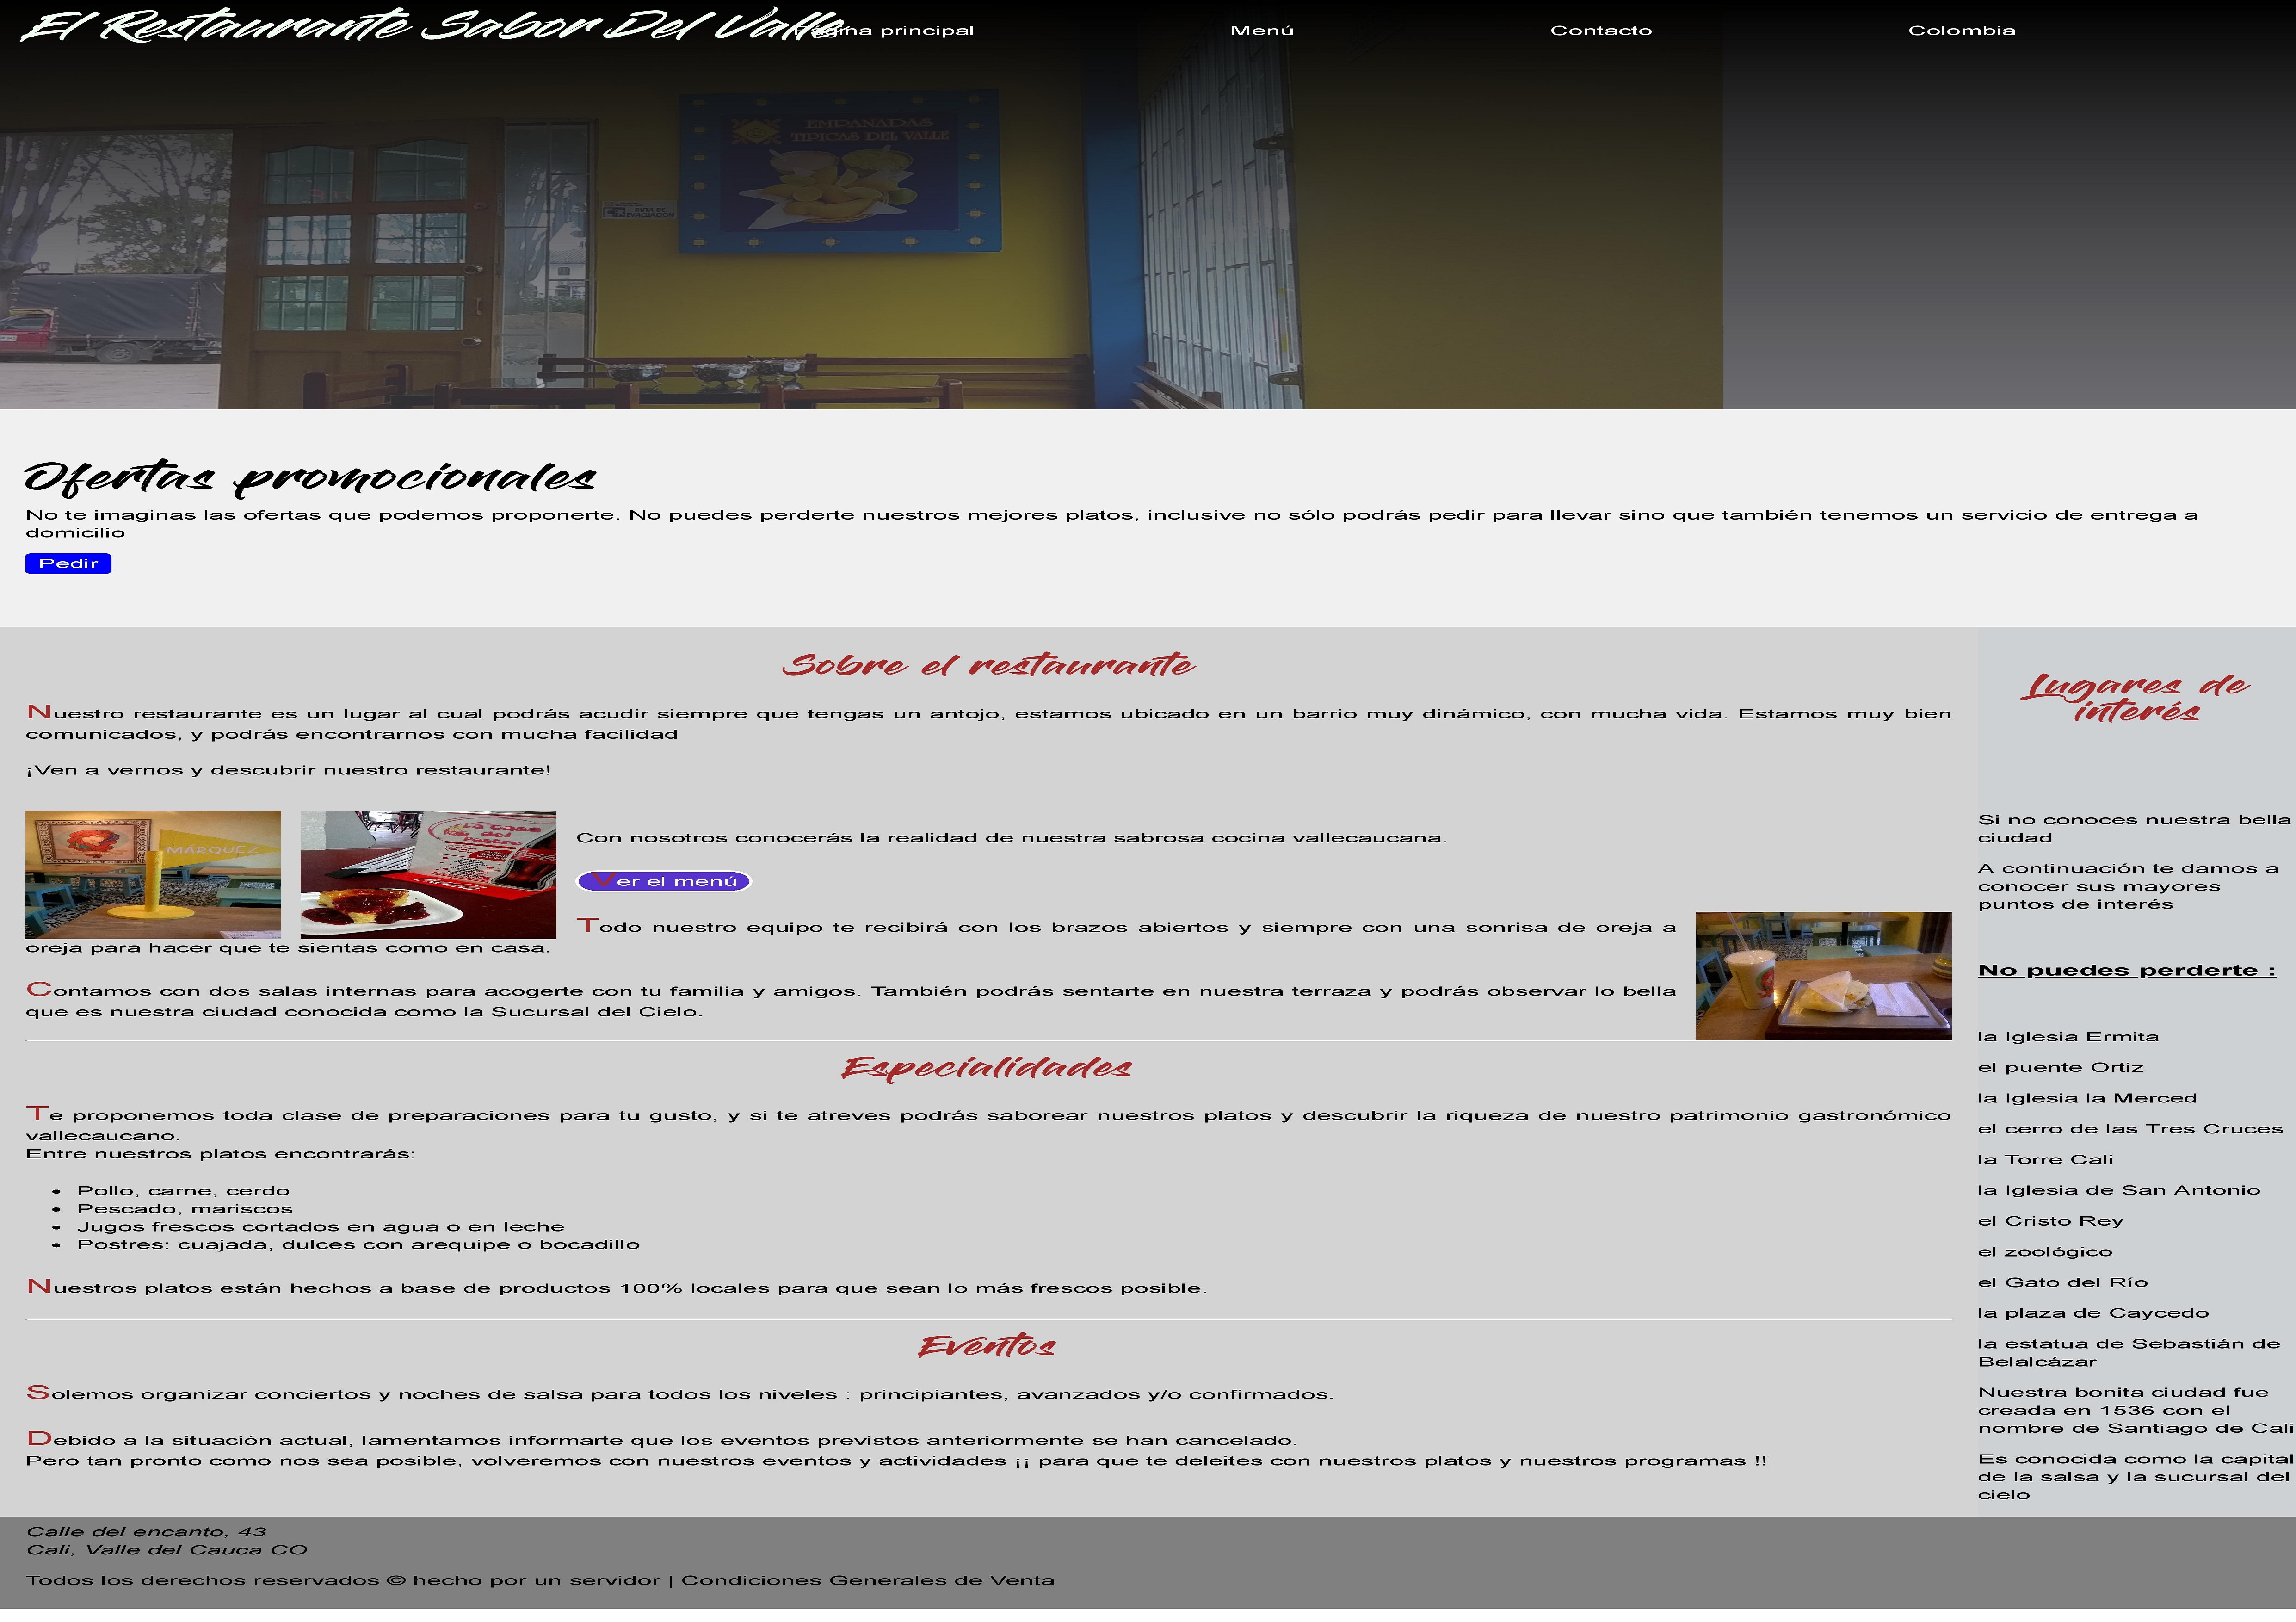 El Restaurante Sabor Del Valle
Página principal
Menú
Contacto
Colombia
EMPANADAS
TIPICAS DEL VALLE
RUTA DE
EVACUACIÓN
Ofertas promocionales
No te imaginas las ofertas que podemos proponerte. No puedes perderte nuestros mejores platos, inclusive no sólo podrás pedir para llevar sino que también tenemos un servicio de entrega a
domicilio
Pedir
Sobre el restaurante
Nuestro restaurante es un lugar al cual podrás acudir siempre que tengas un antojo, estamos ubicado en un barrio muy dinámico, con mucha vida. Estamos muy bien
comunicados, y podrás encontrarnos con mucha facilidad
¡Ven a vernos y descubrir nuestro restaurante!
MÁRQUEZ
La casa
del
postre
Con nosotros conocerás la realidad de nuestra sabrosa cocina vallecaucana.
Ver el menú
Todo nuestro equipo te recibirá con los brazos abiertos y siempre con una sonrisa de oreja a
oreja para hacer que te sientas como en casa.
Contamos con dos salas internas para acogerte con tu familia y amigos. También podrás sentarte en nuestra terraza y podrás observar lo bella
que es nuestra ciudad conocida como la Sucursal del Cielo.
Especialidades
Te proponemos toda clase de preparaciones para tu gusto, y si te atreves podrás saborear nuestros platos y descubrir la riqueza de nuestro patrimonio gastronómico
vallecaucano.
Entre nuestros platos encontrarás:
• Pollo, carne, cerdo
• Pescado, mariscos
• Jugos frescos cortados en agua o en leche
• Postres: cuajada, dulces con arequipe o bocadillo
Nuestros platos están hechos a base de productos 100% locales para que sean lo más frescos posible.
Eventos
Solemos organizar conciertos y noches de salsa para todos los niveles : principiantes, avanzados y/o confirmados.
Debido a la situación actual, lamentamos informarte que los eventos previstos anteriormente se han cancelado.
Pero tan pronto como nos sea posible, volveremos con nuestros eventos y actividades ¡¡ para que te deleites con nuestros platos y nuestros programas !!
Lugares de
interés
Si no conoces nuestra bella
ciudad
A continuación te damos a
conocer sus mayores
puntos de interés
No puedes perderte :
la Iglesia Ermita
el puente Ortiz
la Iglesia la Merced
el cerro de las Tres Cruces
la Torre Cali
la Iglesia de San Antonio
el Cristo Rey
el zoológico
el Gato del Río
la plaza de Caycedo
la estatua de Sebastián de
Belalcázar
Nuestra bonita ciudad fue
creada en 1536 con el
nombre de Santiago de Cali
Es conocida como la capital
de la salsa y la sucursal del
cielo
Calle del encanto, 43
Cali, Valle del Cauca CO
Todos los derechos reservados © hecho por un servidor | Condiciones Generales de Venta